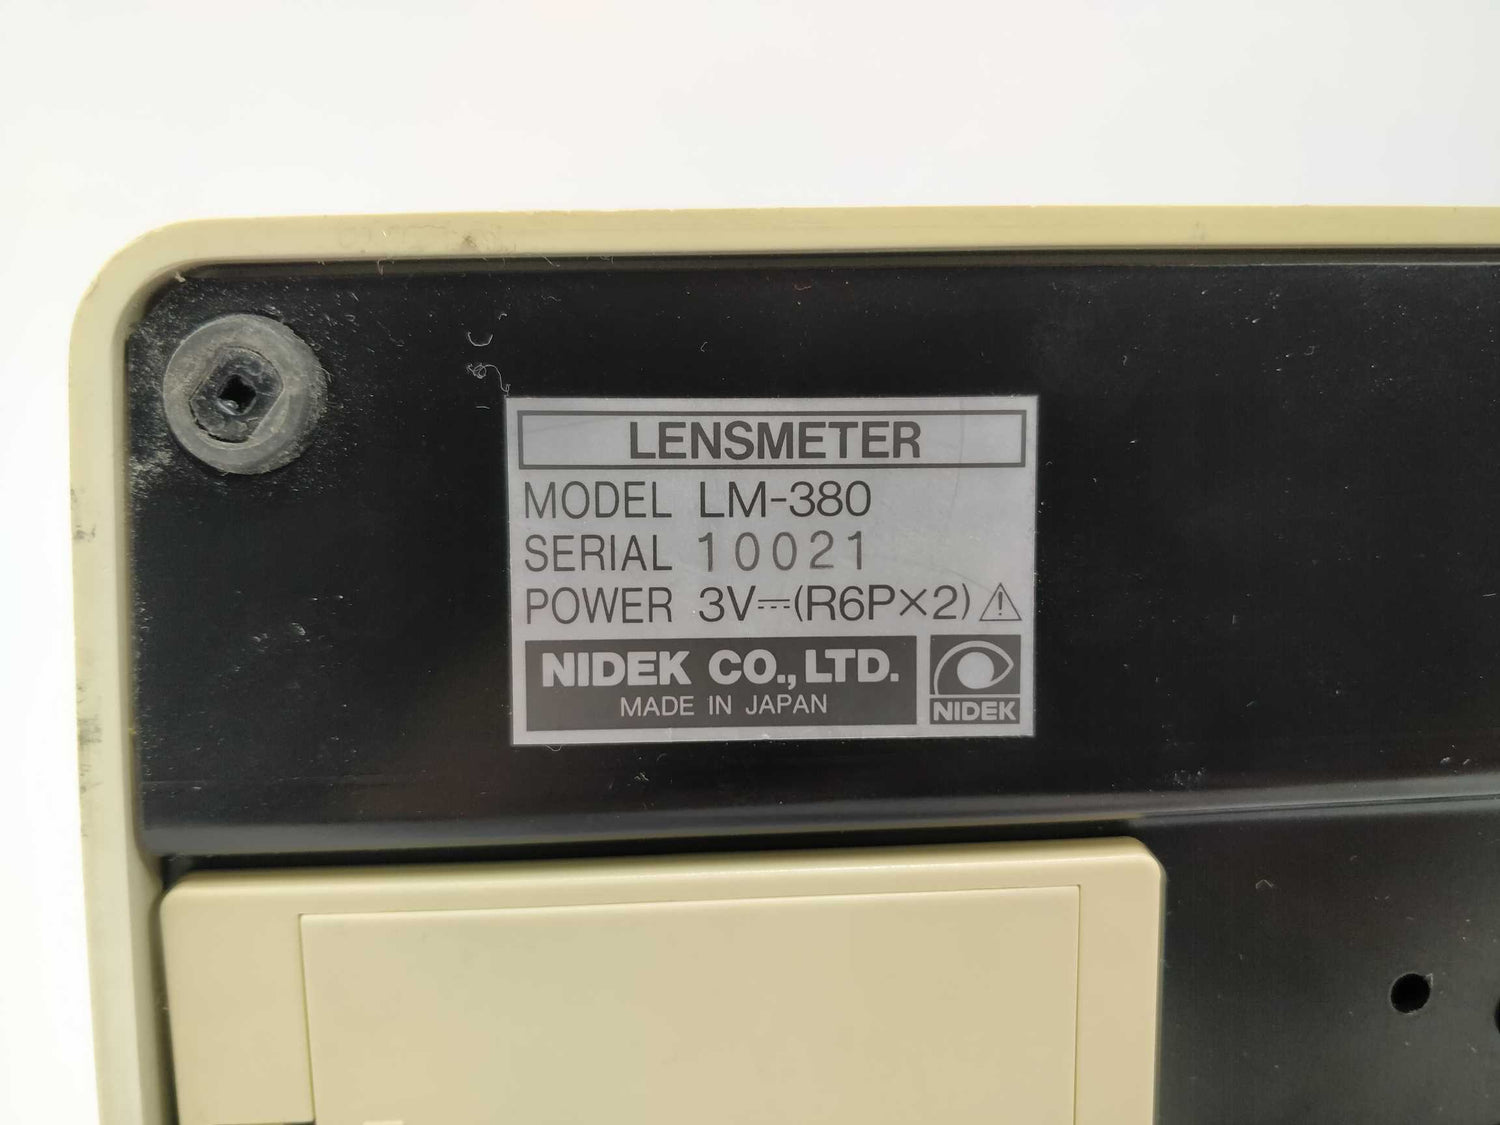 LENSMETER
MODEL LM-380
SERIAL 10021
POWER 3V⎓(R6P×2)⚠
NIDEK CO.,LTD.
MADE IN JAPAN
NIDEK